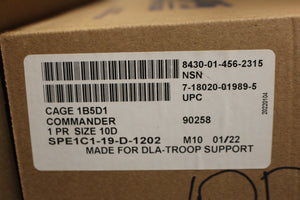 8430-01-456-2315
NSN
7-18020-01989-5
UPC
CAGE 1B5D1
COMMANDER 90258
1 PR SIZE 10D
SPE1C1-19-D-1202 M10 01/22
MADE FOR DLA-TROOP SUPPORT
20220104